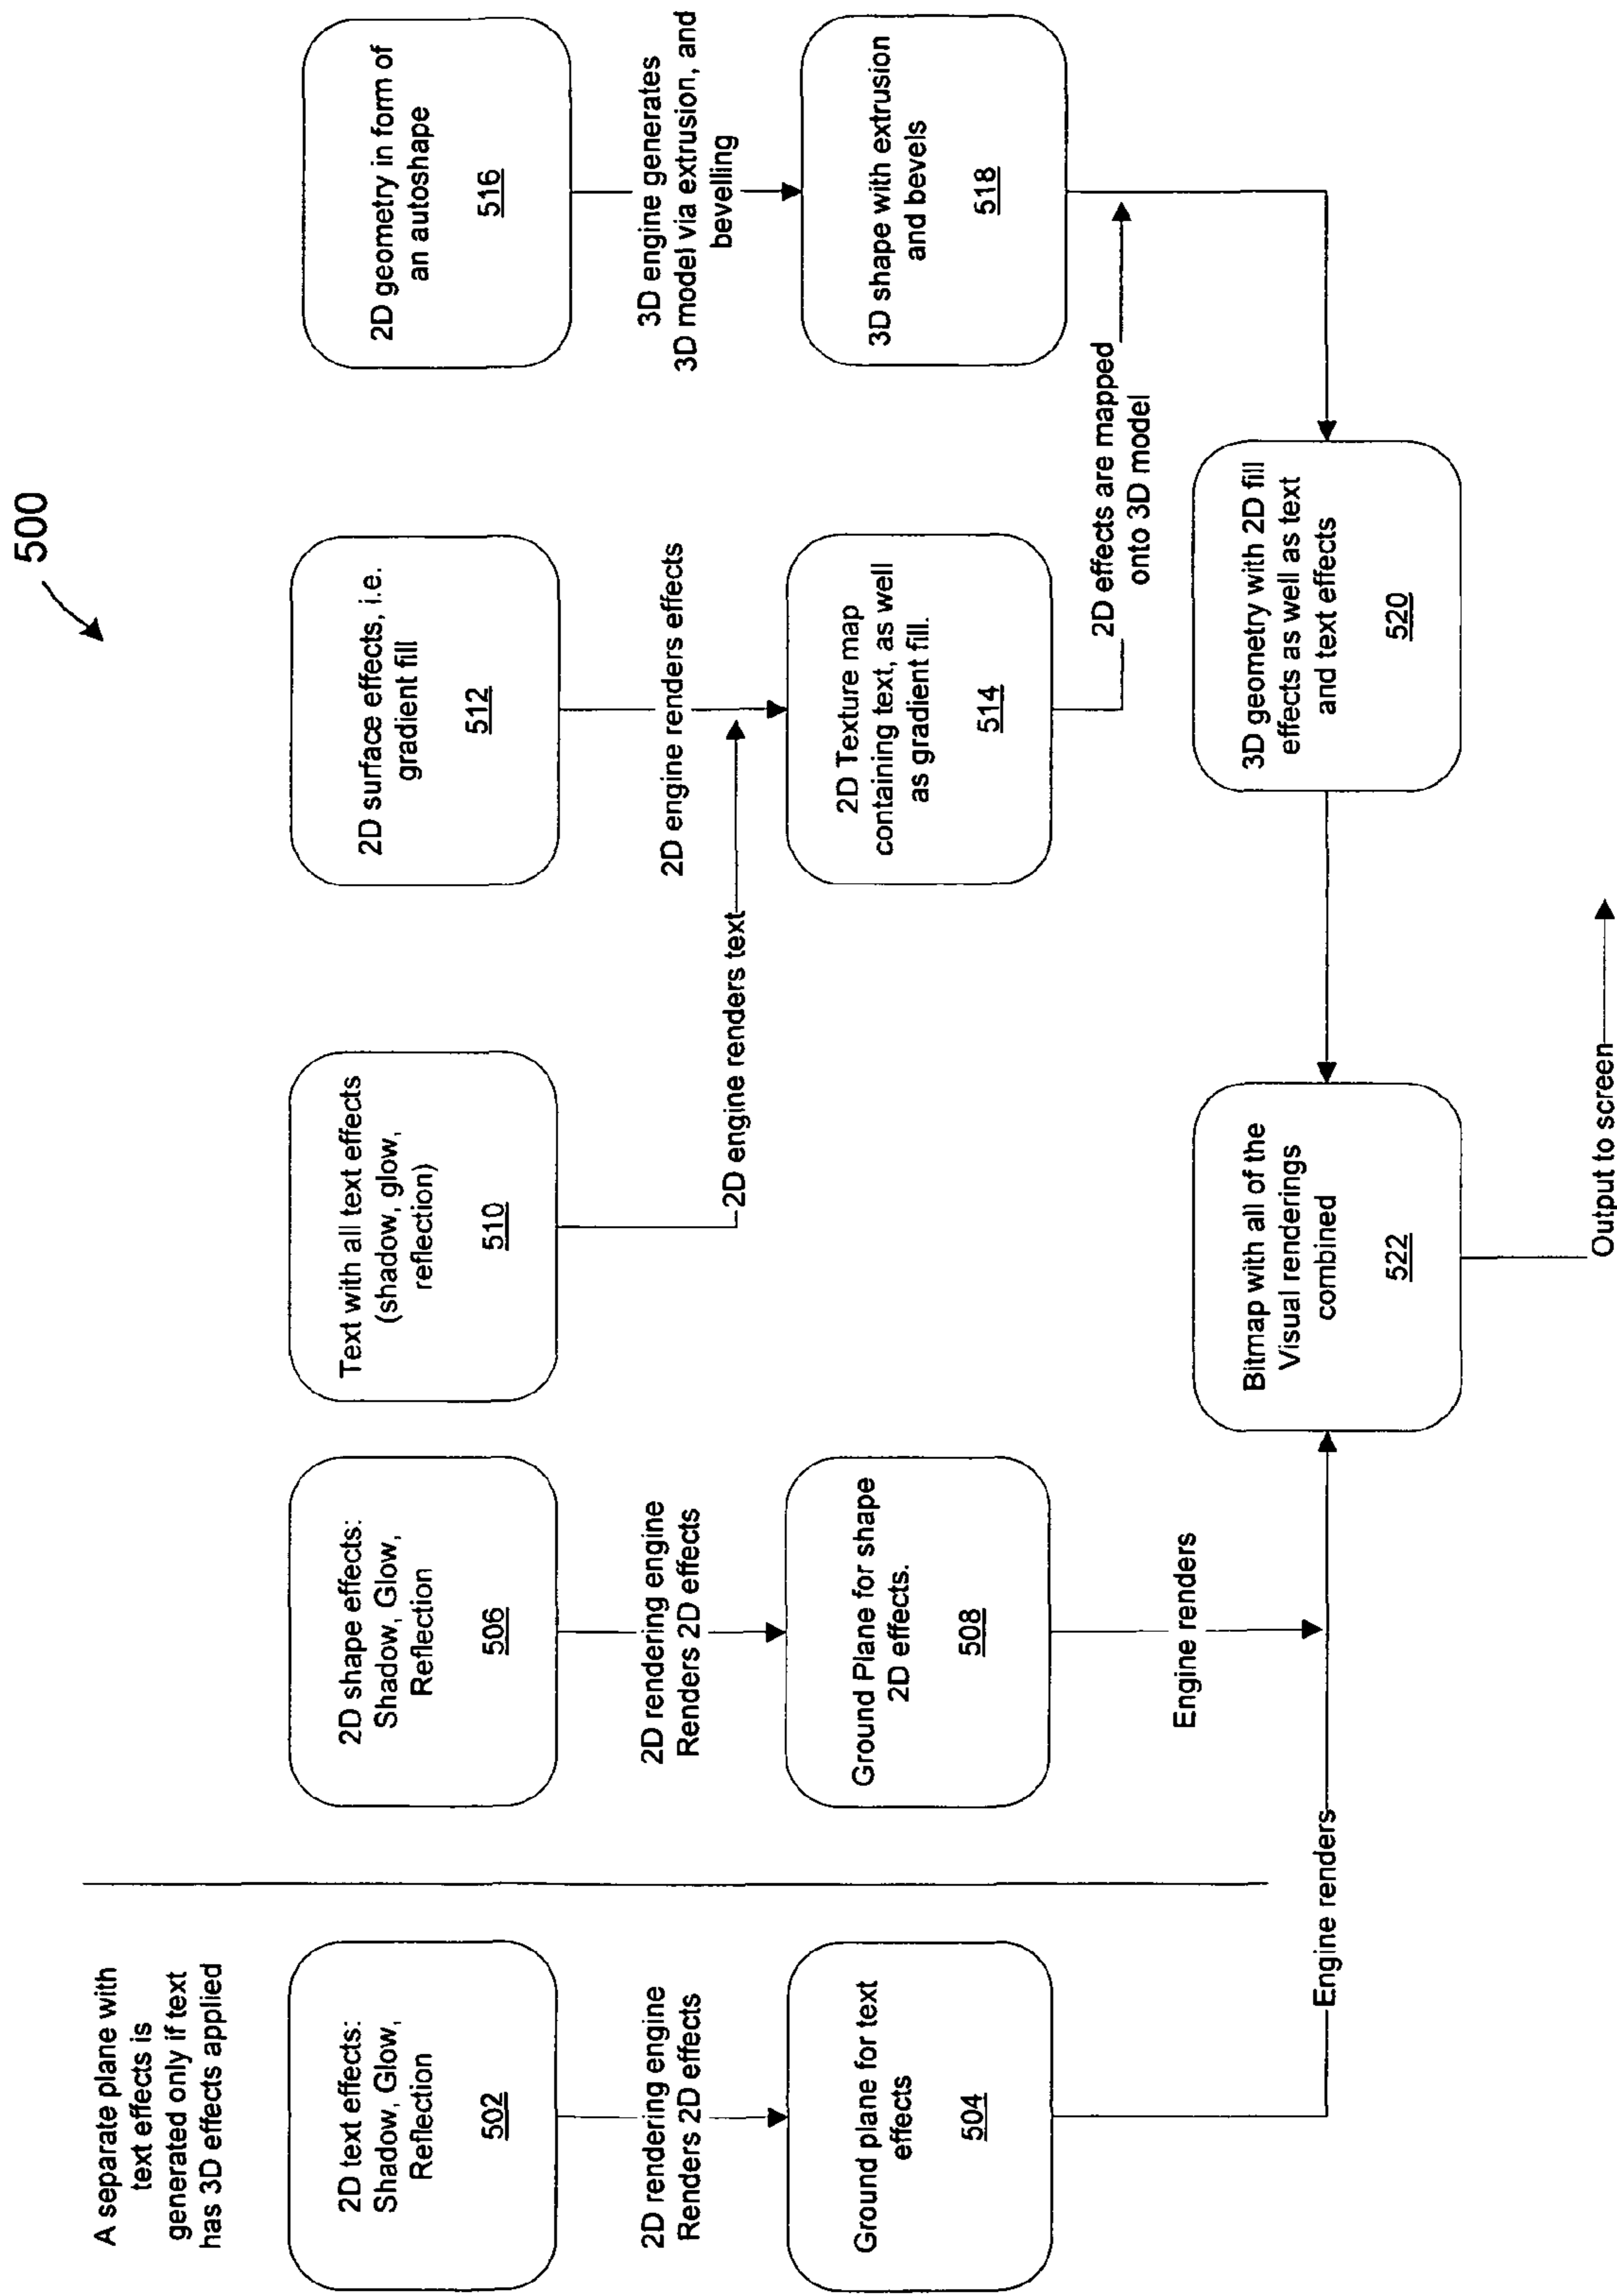 500
A separate plane with
text effects is
generated only if text
has 3D effects applied
2D text effects:
Shadow, Glow,
Reflection
502
2D rendering engine
Renders 2D effects
Ground plane for text
effects
504
Engine renders
2D shape effects:
Shadow, Glow,
Reflection
506
2D rendering engine
Renders 2D effects
Ground Plane for shape
2D effects.
508
Engine renders
Text with all text effects
(shadow, glow,
reflection)
510
2D engine renders text
2D surface effects, i.e.
gradient fill
512
2D engine renders effects
2D Texture map
containing text, as well
as gradient fill.
514
2D effects are mapped
onto 3D model
2D geometry in form of
an autoshape
516
3D engine generates
3D model via extrusion, and
bevelling
3D shape with extrusion
and bevels
518
3D geometry with 2D fill
effects as well as text
and text effects
520
Bitmap with all of the
Visual renderings
combined
522
Output to screen